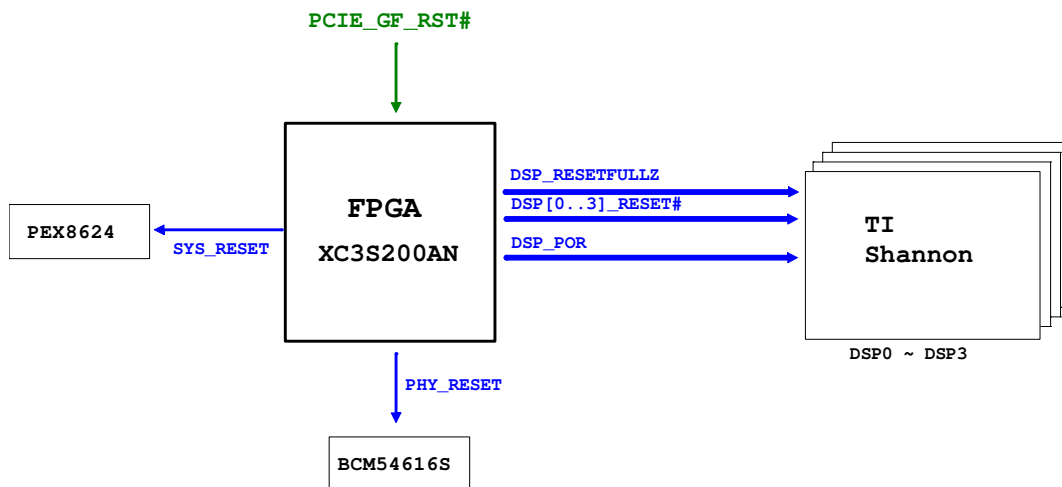 PCIE_GF_RST#
FPGA
XC3S200AN
DSP_RESETFULLZ
DSP[0..3]_RESET#
DSP_POR
TI
Shannon
DSP0 ~ DSP3
PEX8624
SYS_RESET
PHY_RESET
BCM54616S